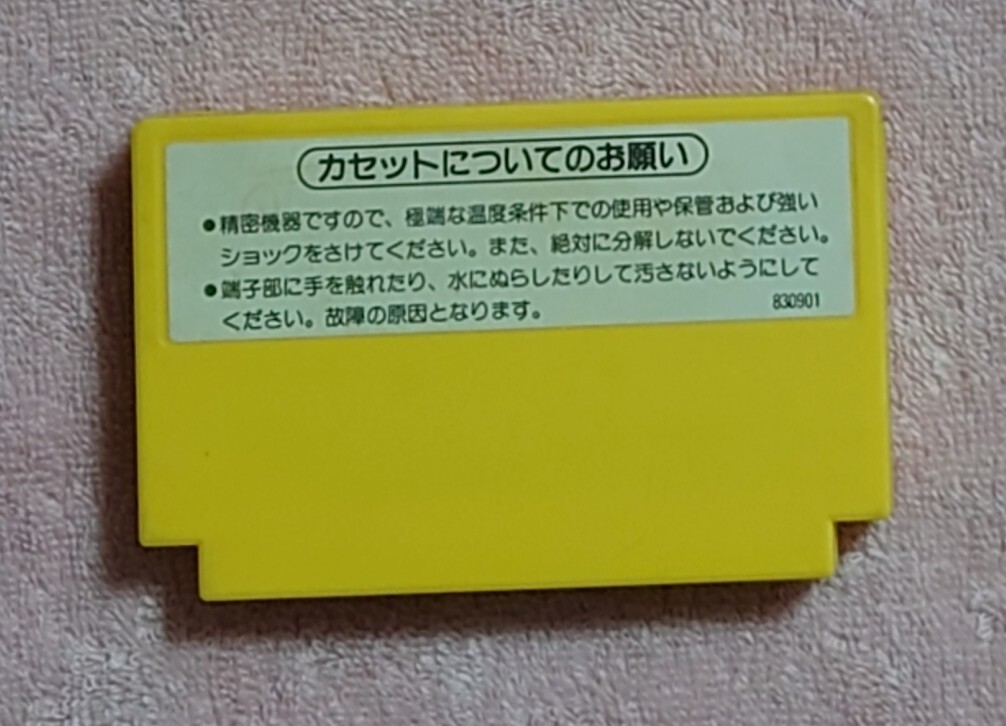 カセットについてのお願い
●精密機器ですので、極端な温度条件下での使用や保管および強い
ショックをさけてください。また、絶対に分解しないでください。
●端子部に手を触れたり、水にぬらしたりして汚さないようにして
ください。故障の原因となります。
830901